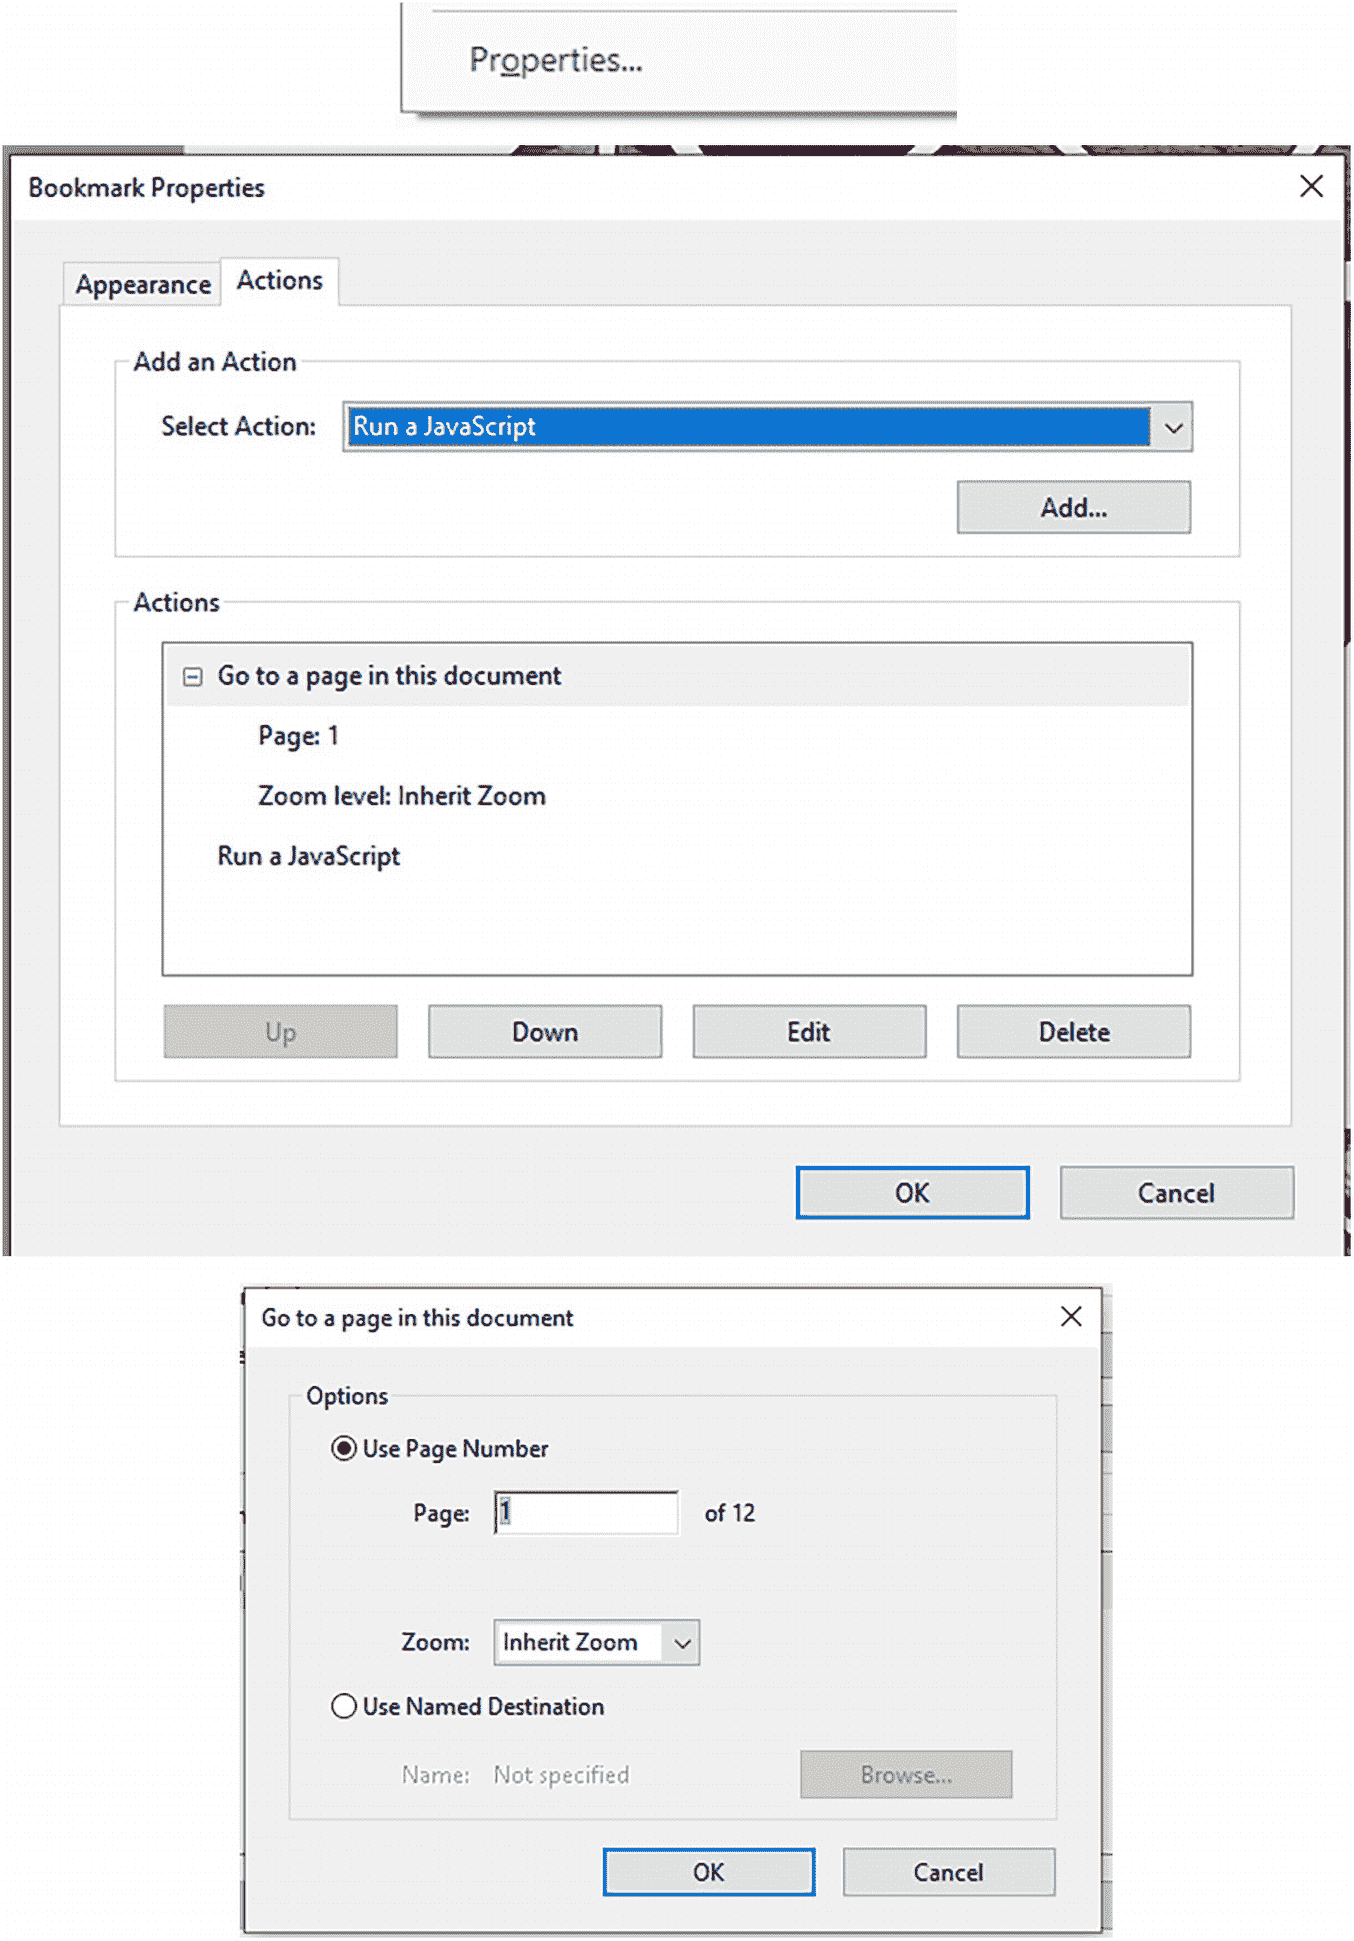 Properties...
Bookmark Properties
Appearance Actions
Add an Action
Select Action: Run a JavaScript
Add...
Actions
Go to a page in this document
Page: 1
Zoom level: Inherit Zoom
Run a JavaScript
Up Down Edit Delete
OK Cancel
Go to a page in this document
Options
Use Page Number
Page: 1 of 12
Zoom: Inherit Zoom
Use Named Destination
Name: Not specified Browse...
OK Cancel